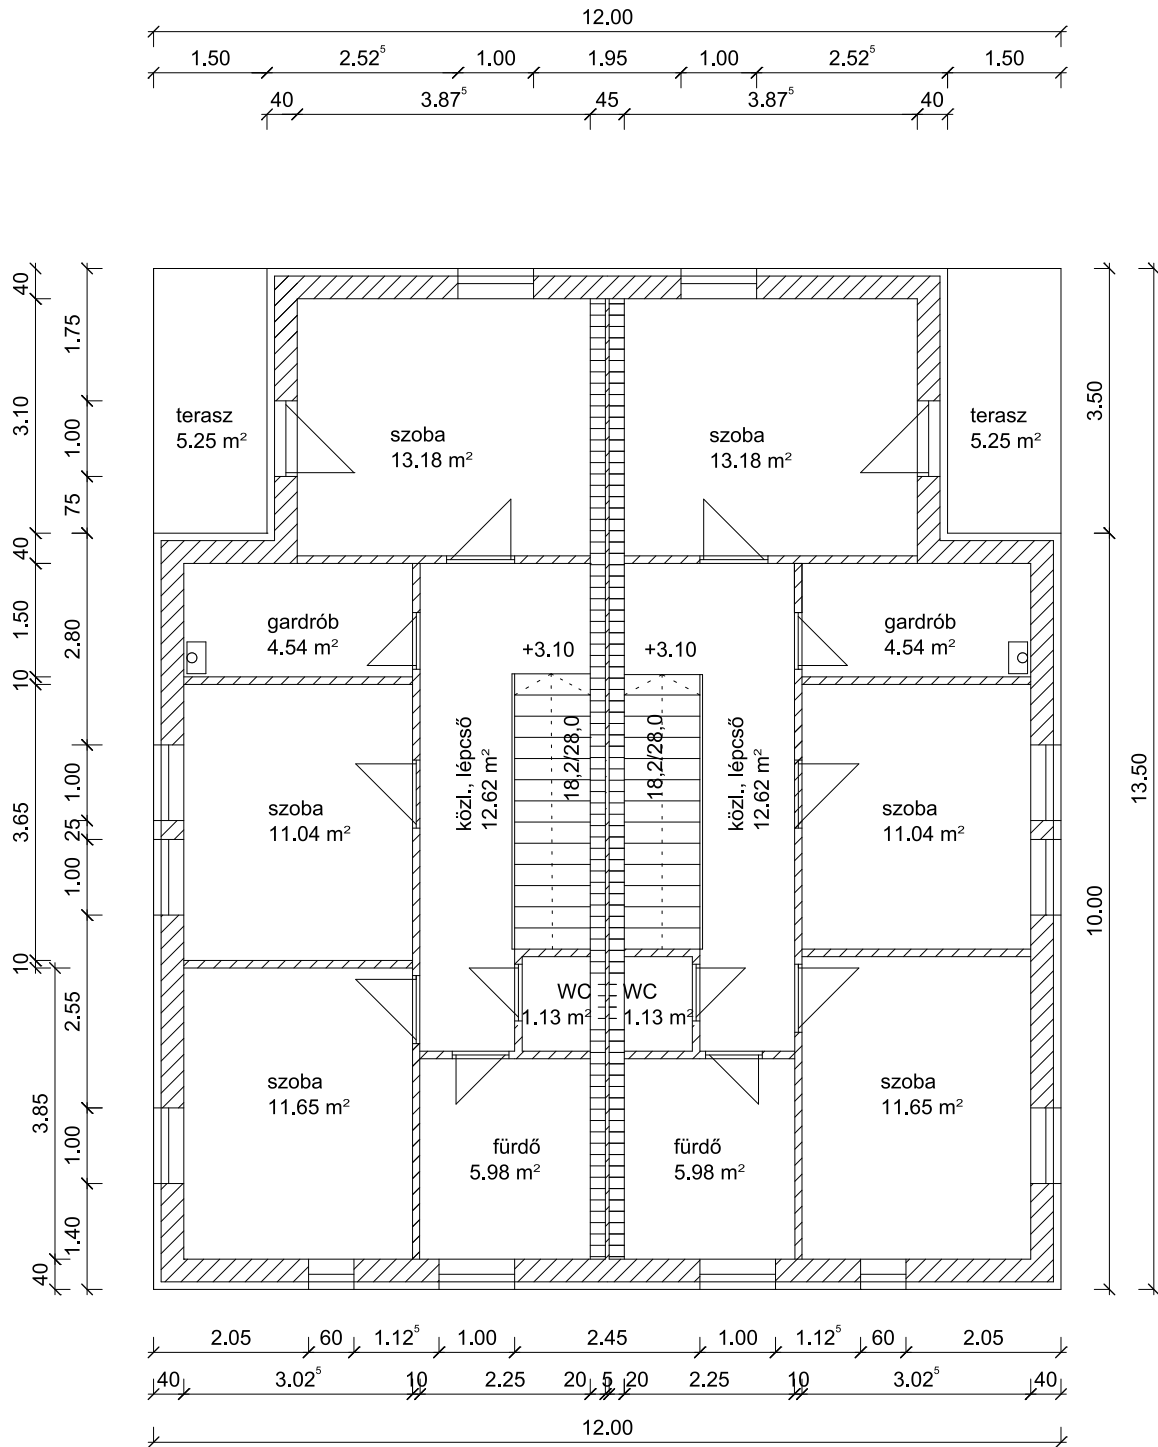 12.00
1.50 2.52⁵ 1.00 1.95 1.00 2.52⁵ 1.50
40 3.87⁵ 45 3.87⁵ 40
40
3.10
40
1.50
10
3.65
10
3.85
40
1.75
1.00
75
2.80
1.00
25
1.00
2.55
1.00
1.40
terasz
5.25 m²
szoba
13.18 m²
szoba
13.18 m²
terasz
5.25 m²
gardrób
4.54 m²
+3.10
+3.10
gardrób
4.54 m²
szoba
11.04 m²
közl., lépcső
12.62 m²
18,2/28,0
18,2/28,0
közl., lépcső
12.62 m²
szoba
11.04 m²
WC
1.13 m²
WC
1.13 m²
szoba
11.65 m²
fürdő
5.98 m²
fürdő
5.98 m²
szoba
11.65 m²
3.50
10.00
13.50
2.05 60 1.12⁵ 1.00 2.45 1.00 1.12⁵ 60 2.05
40 3.02⁵ 10 2.25 20 5 20 2.25 10 3.02⁵ 40
12.00